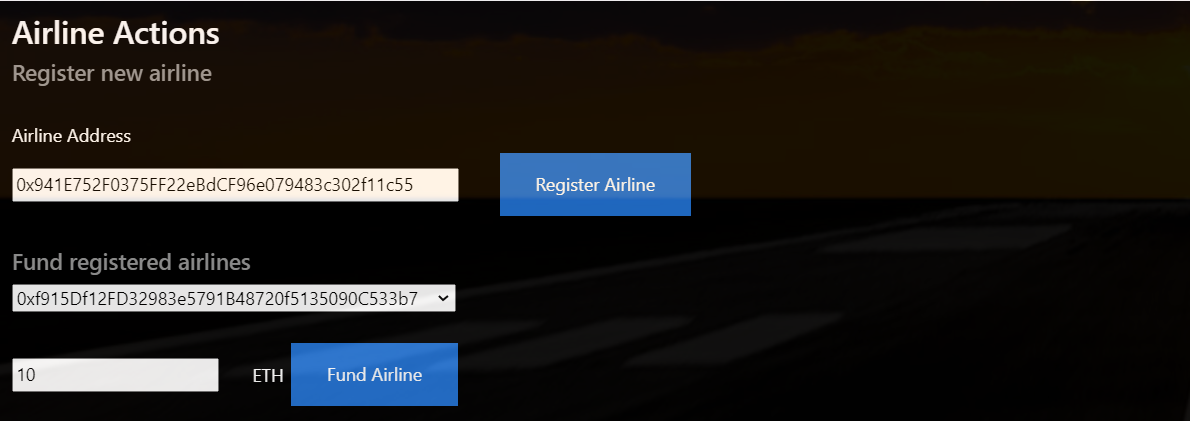 Airline Actions
Register new airline
Airline Address
0x941E752F0375FF22eBdCF96e079483c302f11c55
Register Airline
Fund registered airlines
0xf915Df12FD32983e5791B48720f5135090C533b7
10
ETH
Fund Airline